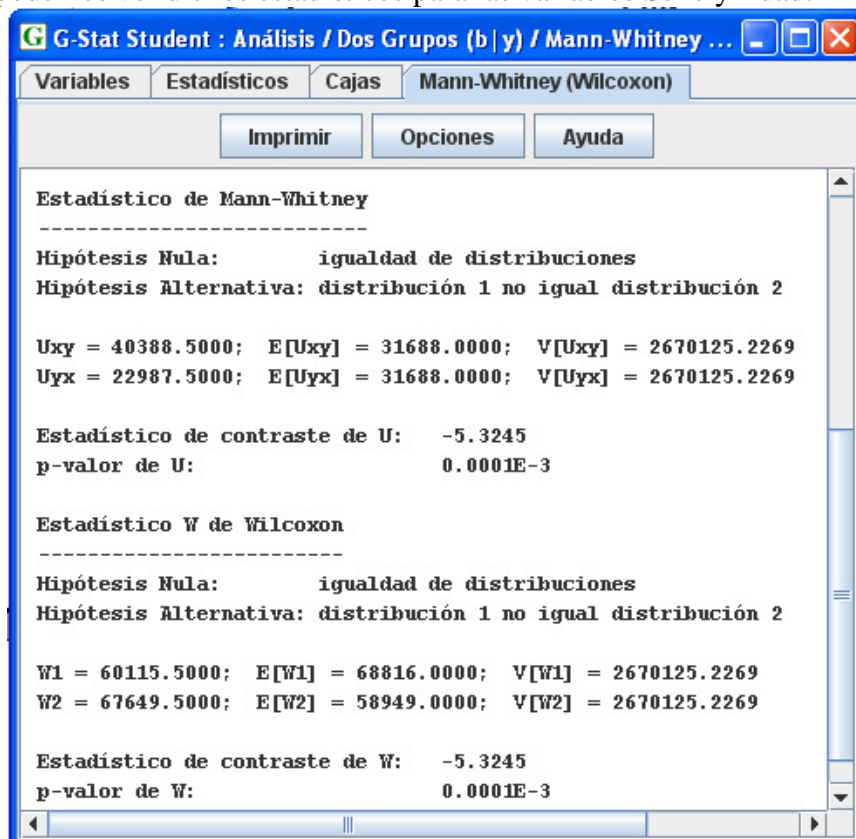 G G-Stat Student : Análisis / Dos Grupos (b | y) / Mann-Whitney ...
Variables Estadísticos Cajas Mann-Whitney (Wilcoxon)
Imprimir Opciones Ayuda
Estadístico de Mann-Whitney
---------------------------
Hipótesis Nula: igualdad de distribuciones
Hipótesis Alternativa: distribución 1 no igual distribución 2
Uxy = 40388.5000; E[Uxy] = 31688.0000; V[Uxy] = 2670125.2269
Uyx = 22987.5000; E[Uyx] = 31688.0000; V[Uyx] = 2670125.2269
Estadístico de contraste de U: -5.3245
p-valor de U: 0.0001E-3
Estadístico W de Wilcoxon
-------------------------
Hipótesis Nula: igualdad de distribuciones
Hipótesis Alternativa: distribución 1 no igual distribución 2
W1 = 60115.5000; E[W1] = 68816.0000; V[W1] = 2670125.2269
W2 = 67649.5000; E[W2] = 58949.0000; V[W2] = 2670125.2269
Estadístico de contraste de W: -5.3245
p-valor de W: 0.0001E-3